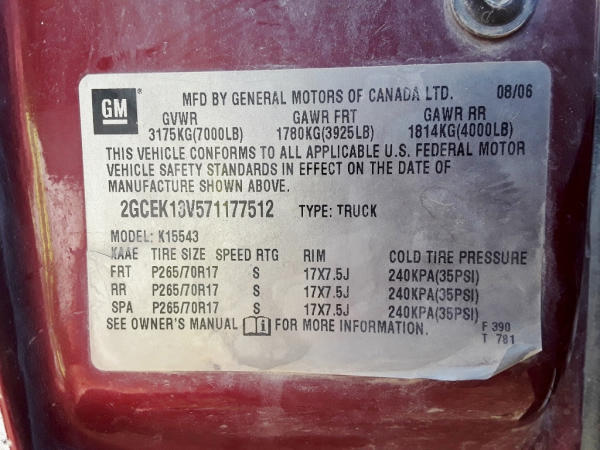 GM
MFD BY GENERAL MOTORS OF CANADA LTD. 08/06
GVWR GAWR FRT GAWR RR
3175KG(7000LB) 1780KG(3925LB) 1814KG(4000LB)
THIS VEHICLE CONFORMS TO ALL APPLICABLE U.S. FEDERAL MOTOR
VEHICLE SAFETY STANDARDS IN EFFECT ON THE DATE OF
MANUFACTURE SHOWN ABOVE.
2GCEK13V571177512 TYPE: TRUCK
MODEL: K15543
KAAE TIRE SIZE SPEED RTG RIM COLD TIRE PRESSURE
FRT P265/70R17 S 17X7.5J 240KPA(35PSI)
RR P265/70R17 S 17X7.5J 240KPA(35PSI)
SPA P265/70R17 S 17X7.5J 240KPA(35PSI)
SEE OWNER'S MANUAL FOR MORE INFORMATION. F 390
T 781